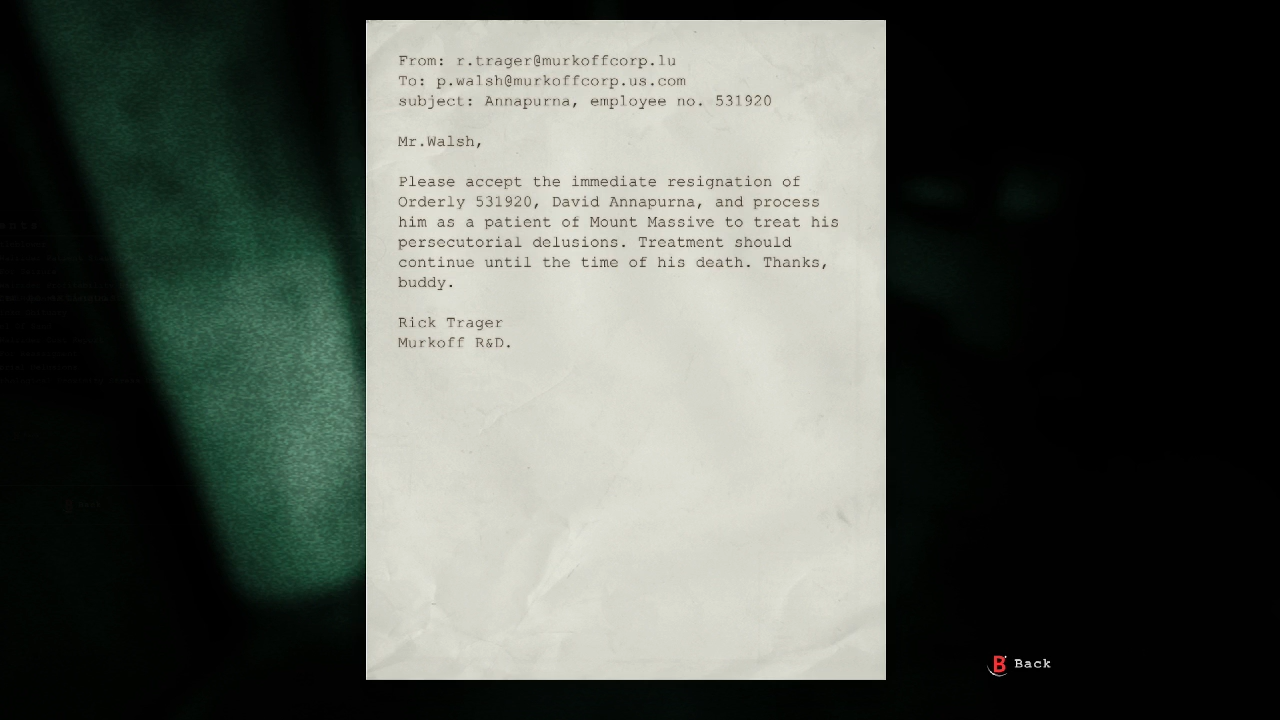 From: r.trager@murkoffcorp.lu
To: p.walsh@murkoffcorp.us.com
subject: Annapurna, employee no. 531920
Mr.Walsh,
Please accept the immediate resignation of
Orderly 531920, David Annapurna, and process
him as a patient of Mount Massive to treat his
persecutorial delusions. Treatment should
continue until the time of his death. Thanks,
buddy.
Rick Trager
Murkoff R&D.
B Back